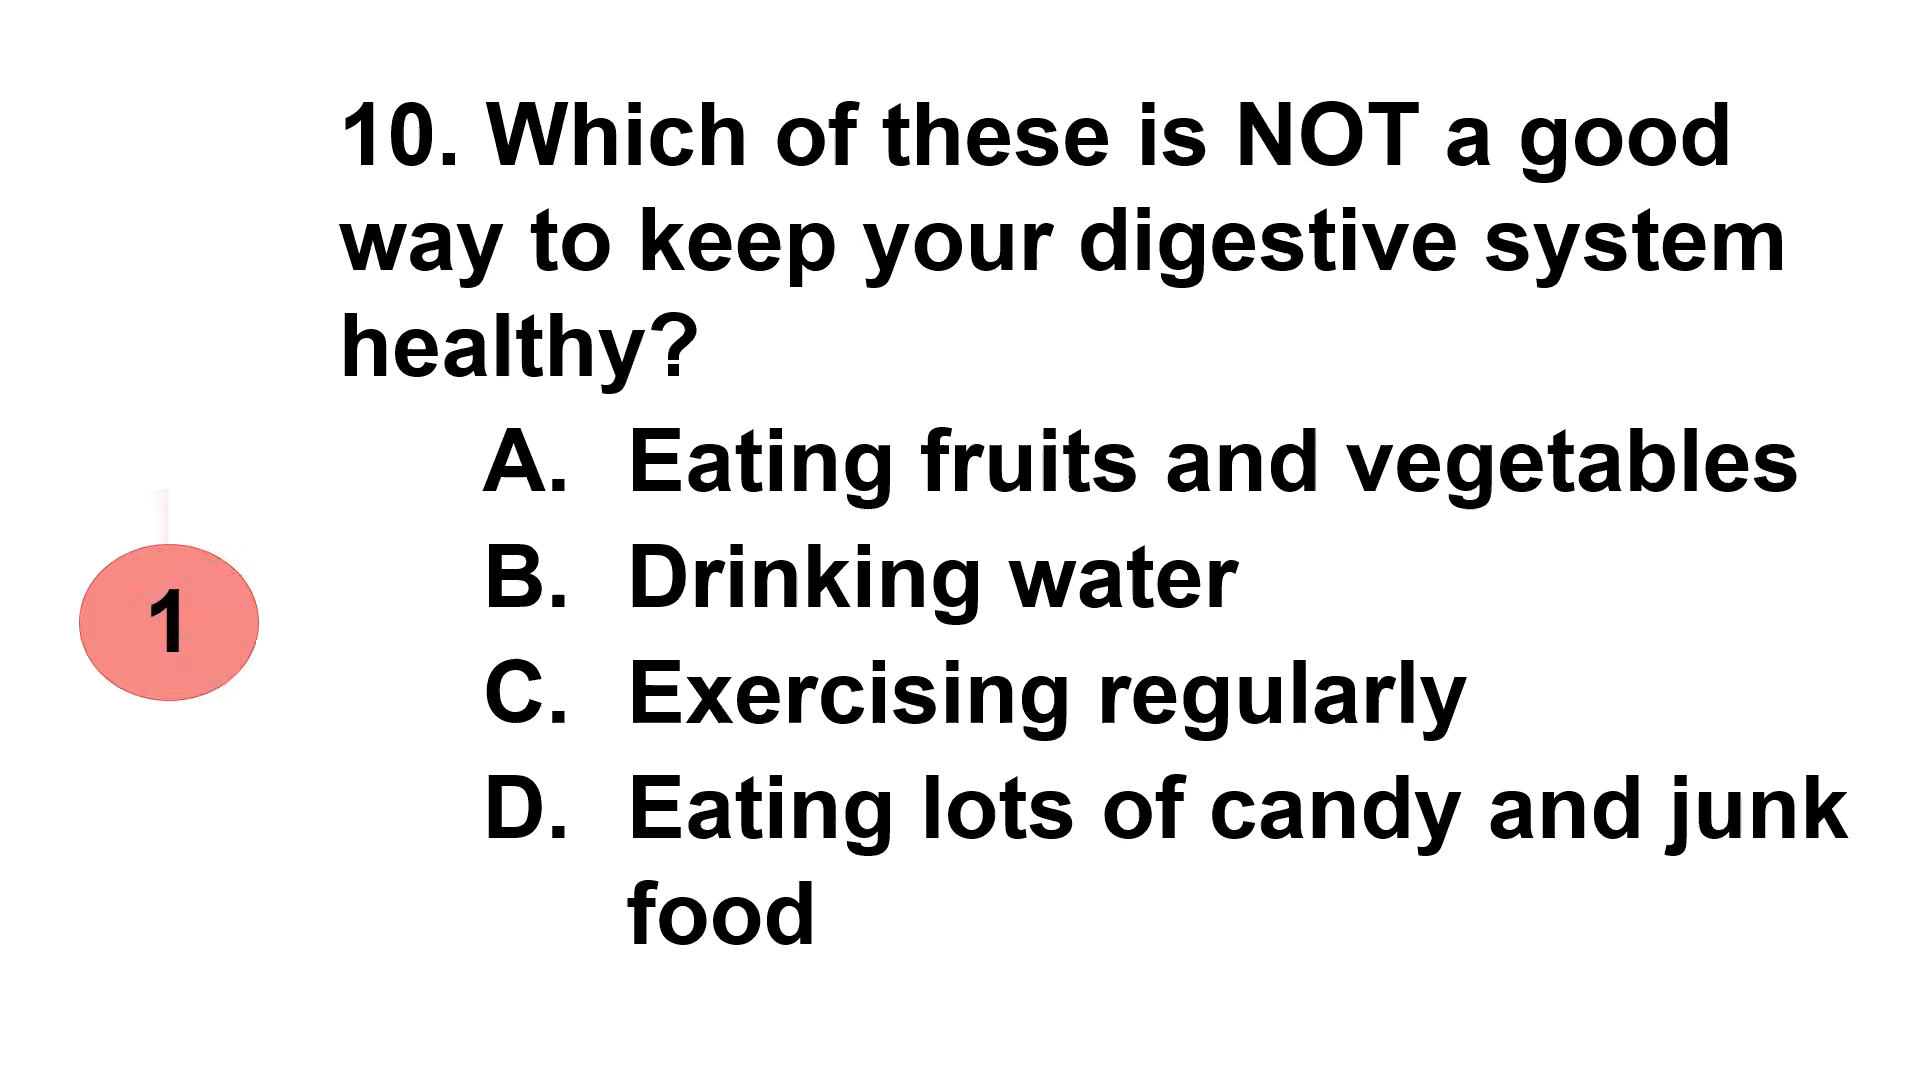 10. Which of these is NOT a good
way to keep your digestive system
healthy?
A. Eating fruits and vegetables
B. Drinking water
C. Exercising regularly
D. Eating lots of candy and junk
food
1